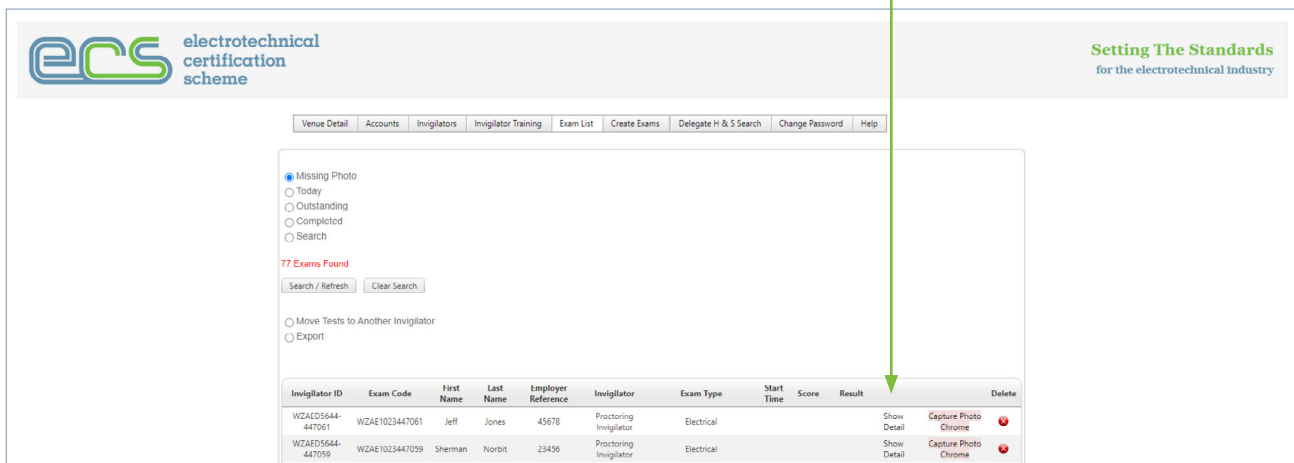 ecs
electrotechnical
certification
scheme
Setting The Standards
for the electrotechnical industry
Venue Detail Accounts Invigilators Invigilator Training Exam List Create Exams Delegate H & S Search Change Password Help
Missing Photo
Today
Outstanding
Completed
Search
77 Exams Found
Search / Refresh Clear Search
Move Tests to Another Invigilator
Export
Invigilator ID Exam Code First Name Last Name Employer Reference Invigilator Exam Type Start Time Score Result Delete
WZAED5644-447061 WZAE1023447061 Jeff Jones 45678 Proctoring Invigilator Electrical Show Detail Capture Photo Chrome
WZAED5644-447059 WZAE1023447059 Sherman Norbit 23456 Proctoring Invigilator Electrical Show Detail Capture Photo Chrome